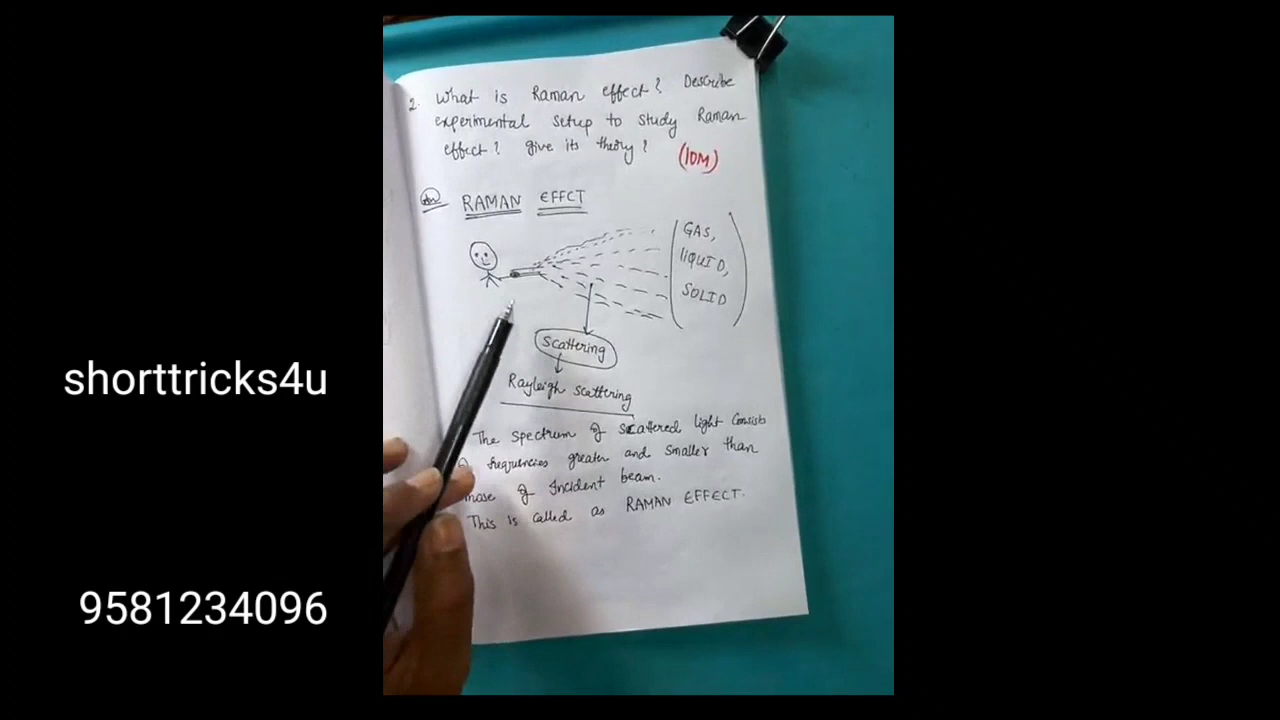 2. What is Raman effect? Describe
experimental setup to study Raman
effect? give its theory?
(10M)
RAMAN EFFCT
GAS,
LIQUID,
SOLID
Scattering
Rayleigh scattering
The spectrum of scattered light consists
frequencies greater and smaller than
of Incident beam.
This is called as RAMAN EFFECT.
shorttricks4u
9581234096